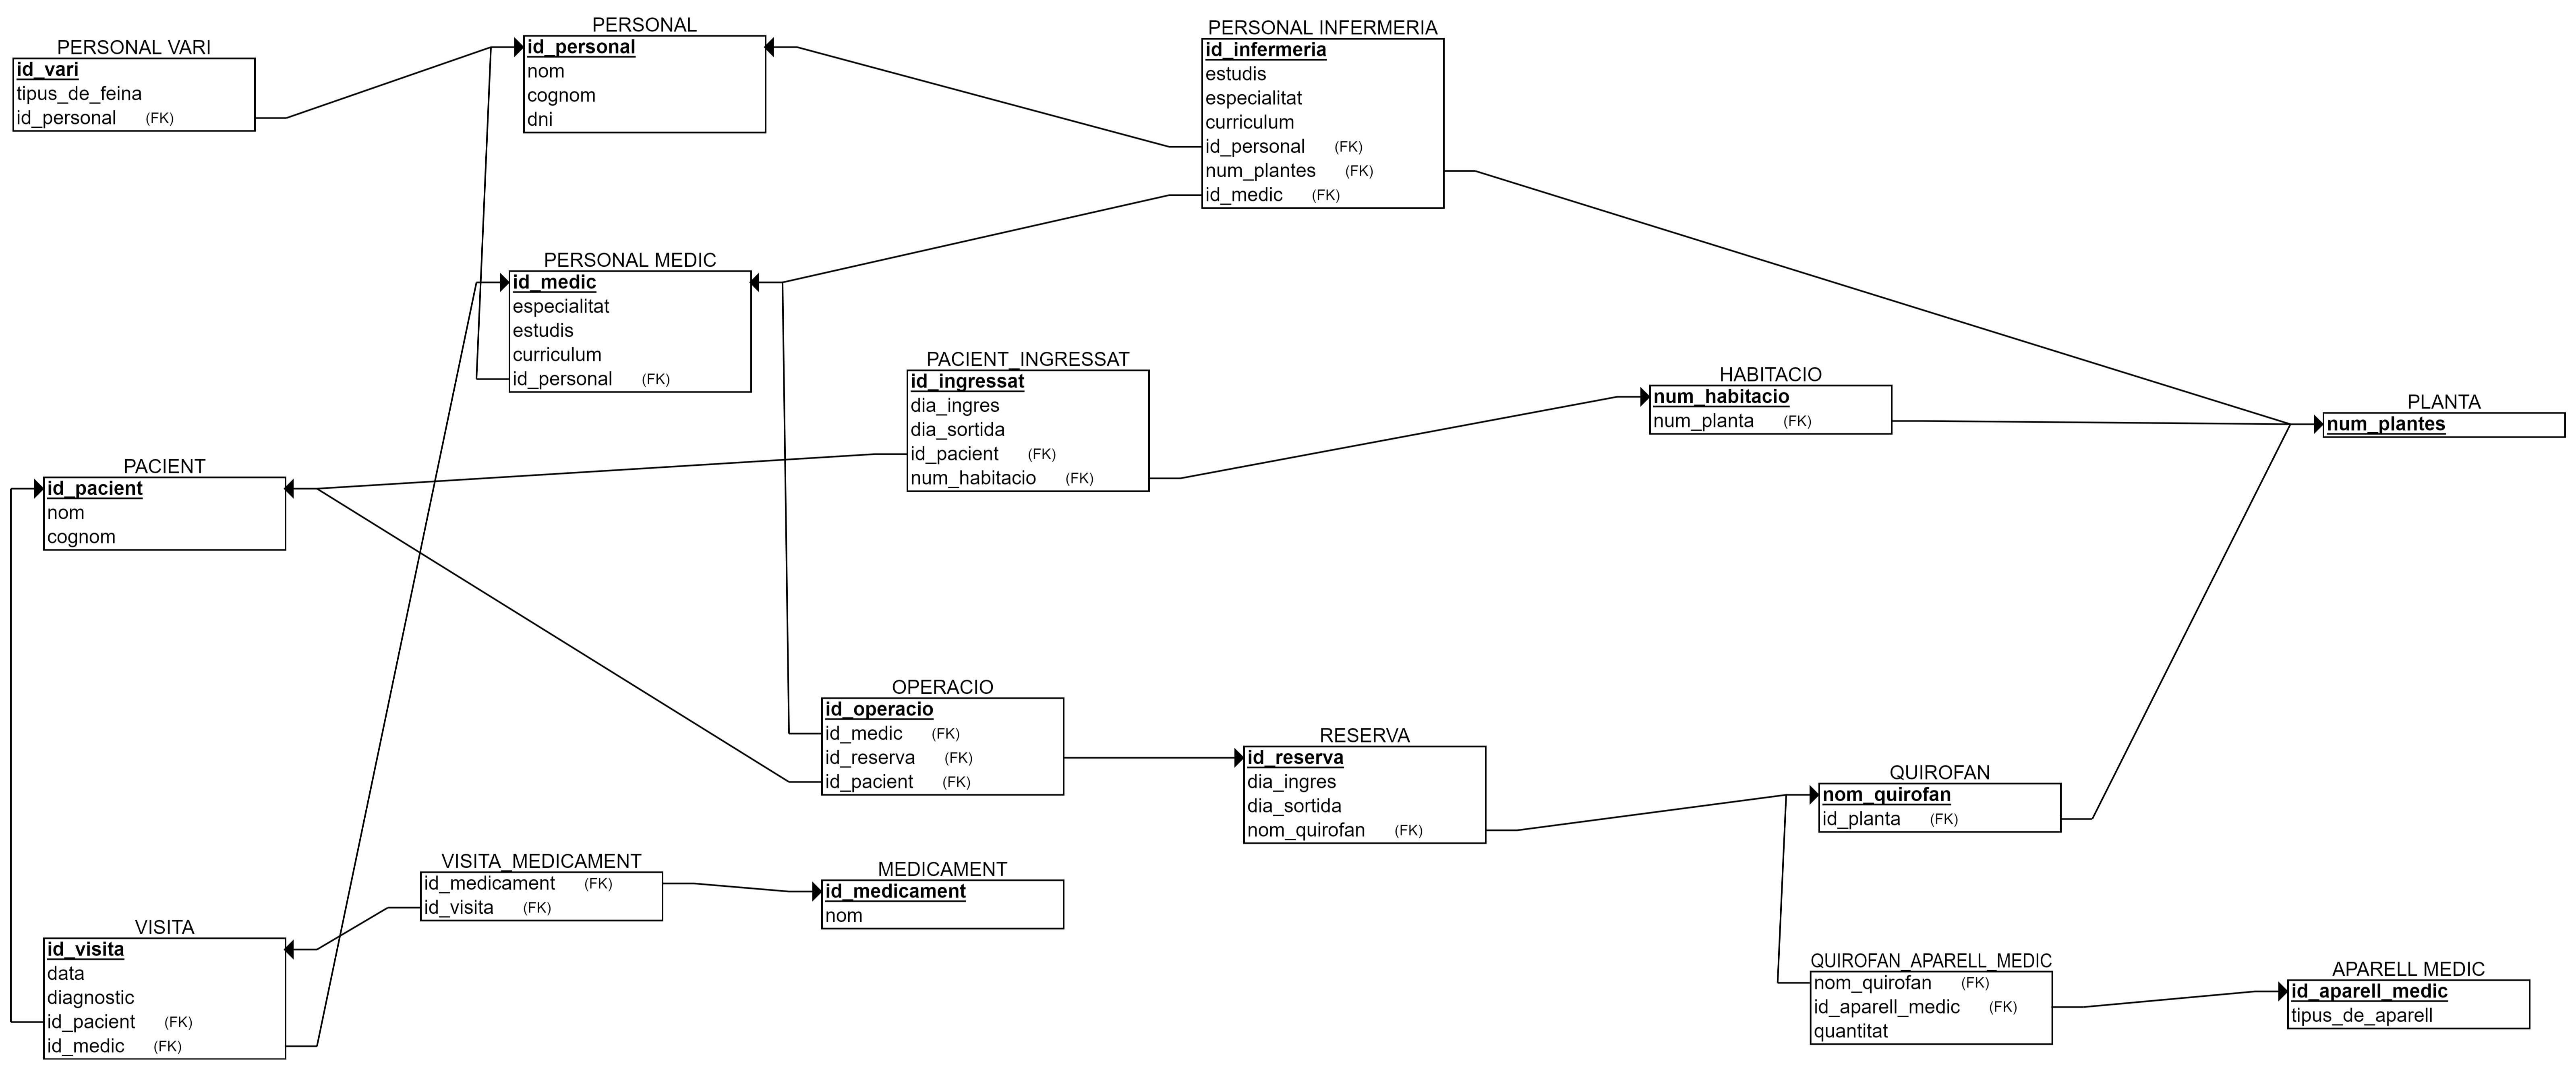 PERSONAL VARI
id_vari
tipus_de_feina
id_personal (FK)
PERSONAL
id_personal
nom
cognom
dni
PERSONAL INFERMERIA
id_infermeria
estudis
especialitat
curriculum
id_personal (FK)
num_plantes (FK)
id_medic (FK)
PERSONAL MEDIC
id_medic
especialitat
estudis
curriculum
id_personal (FK)
PACIENT_INGRESSAT
id_ingressat
dia_ingres
dia_sortida
id_pacient (FK)
num_habitacio (FK)
HABITACIO
num_habitacio
num_planta (FK)
PLANTA
num_plantes
PACIENT
id_pacient
nom
cognom
OPERACIO
id_operacio
id_medic (FK)
id_reserva (FK)
id_pacient (FK)
RESERVA
id_reserva
dia_ingres
dia_sortida
nom_quirofan (FK)
QUIROFAN
nom_quirofan
id_planta (FK)
VISITA_MEDICAMENT
id_medicament (FK)
id_visita (FK)
MEDICAMENT
id_medicament
nom
VISITA
id_visita
data
diagnostic
id_pacient (FK)
id_medic (FK)
QUIROFAN_APARELL_MEDIC
nom_quirofan (FK)
id_aparell_medic (FK)
quantitat
APARELL MEDIC
id_aparell_medic
tipus_de_aparell